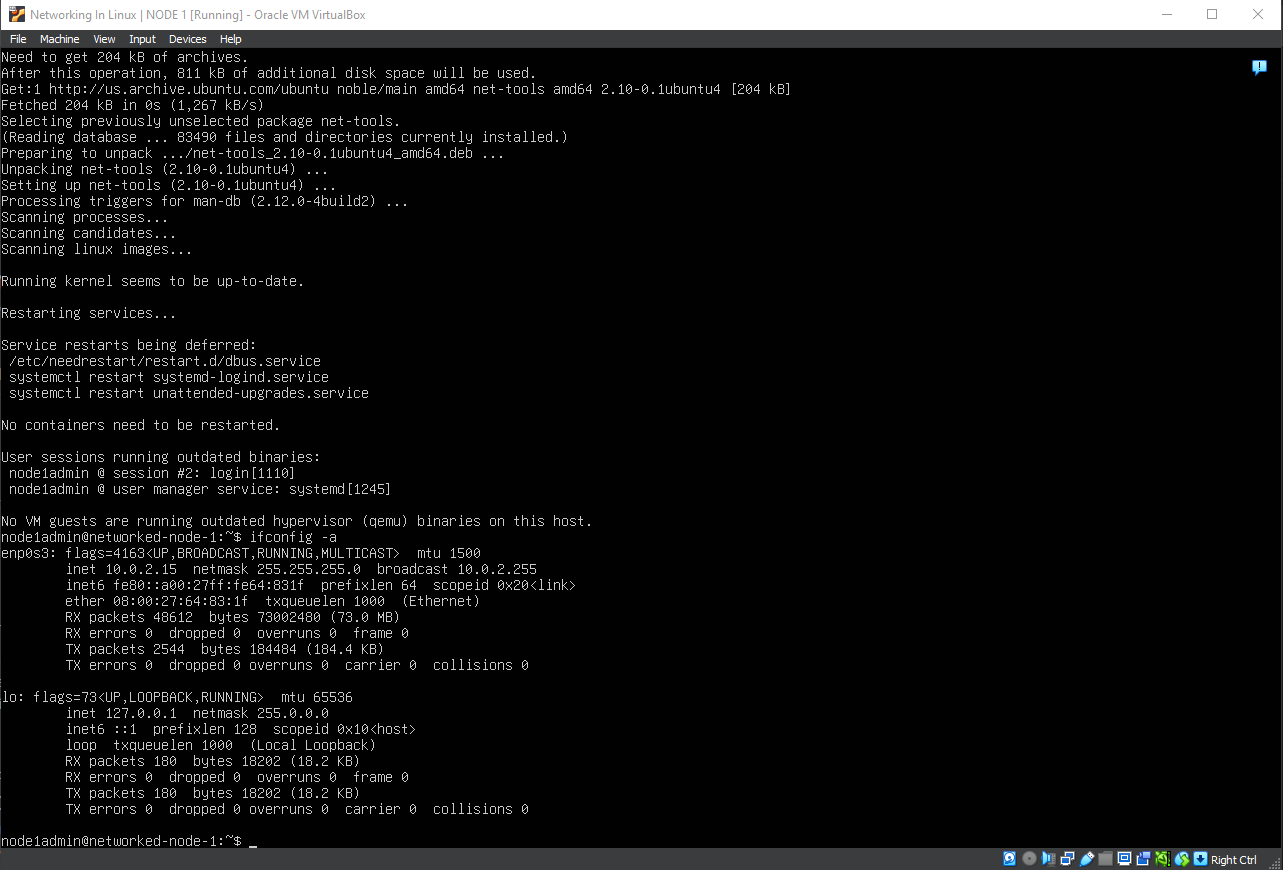 Networking In Linux | NODE 1 [Running] - Oracle VM VirtualBox
File Machine View Input Devices Help
Need to get 204 kB of archives.
After this operation, 811 kB of additional disk space will be used.
Get:1 http://us.archive.ubuntu.com/ubuntu noble/main amd64 net-tools amd64 2.10-0.1ubuntu4 [204 kB]
Fetched 204 kB in 0s (1,267 kB/s)
Selecting previously unselected package net-tools.
(Reading database ... 83490 files and directories currently installed.)
Preparing to unpack .../net-tools_2.10-0.1ubuntu4_amd64.deb ...
Unpacking net-tools (2.10-0.1ubuntu4) ...
Setting up net-tools (2.10-0.1ubuntu4) ...
Processing triggers for man-db (2.12.0-4build2) ...
Scanning processes...
Scanning candidates...
Scanning linux images...
Running kernel seems to be up-to-date.
Restarting services...
Service restarts being deferred:
 /etc/needrestart/restart.d/dbus.service
 systemctl restart systemd-logind.service
 systemctl restart unattended-upgrades.service
No containers need to be restarted.
User sessions running outdated binaries:
 node1admin @ session #2: login[1110]
 node1admin @ user manager service: systemd[1245]
No VM guests are running outdated hypervisor (qemu) binaries on this host.
node1admin@networked-node-1:~$ ifconfig -a
enp0s3: flags=4163<UP,BROADCAST,RUNNING,MULTICAST>  mtu 1500
        inet 10.0.2.15  netmask 255.255.255.0  broadcast 10.0.2.255
        inet6 fe80::a00:27ff:fe64:831f  prefixlen 64  scopeid 0x20<link>
        ether 08:00:27:64:83:1f  txqueuelen 1000  (Ethernet)
        RX packets 48612  bytes 73002480 (73.0 MB)
        RX errors 0  dropped 0  overruns 0  frame 0
        TX packets 2544  bytes 184484 (184.4 KB)
        TX errors 0  dropped 0 overruns 0  carrier 0  collisions 0
lo: flags=73<UP,LOOPBACK,RUNNING>  mtu 65536
        inet 127.0.0.1  netmask 255.0.0.0
        inet6 ::1  prefixlen 128  scopeid 0x10<host>
        loop  txqueuelen 1000  (Local Loopback)
        RX packets 180  bytes 18202 (18.2 KB)
        RX errors 0  dropped 0  overruns 0  frame 0
        TX packets 180  bytes 18202 (18.2 KB)
        TX errors 0  dropped 0 overruns 0  carrier 0  collisions 0
node1admin@networked-node-1:~$ _
Right Ctrl